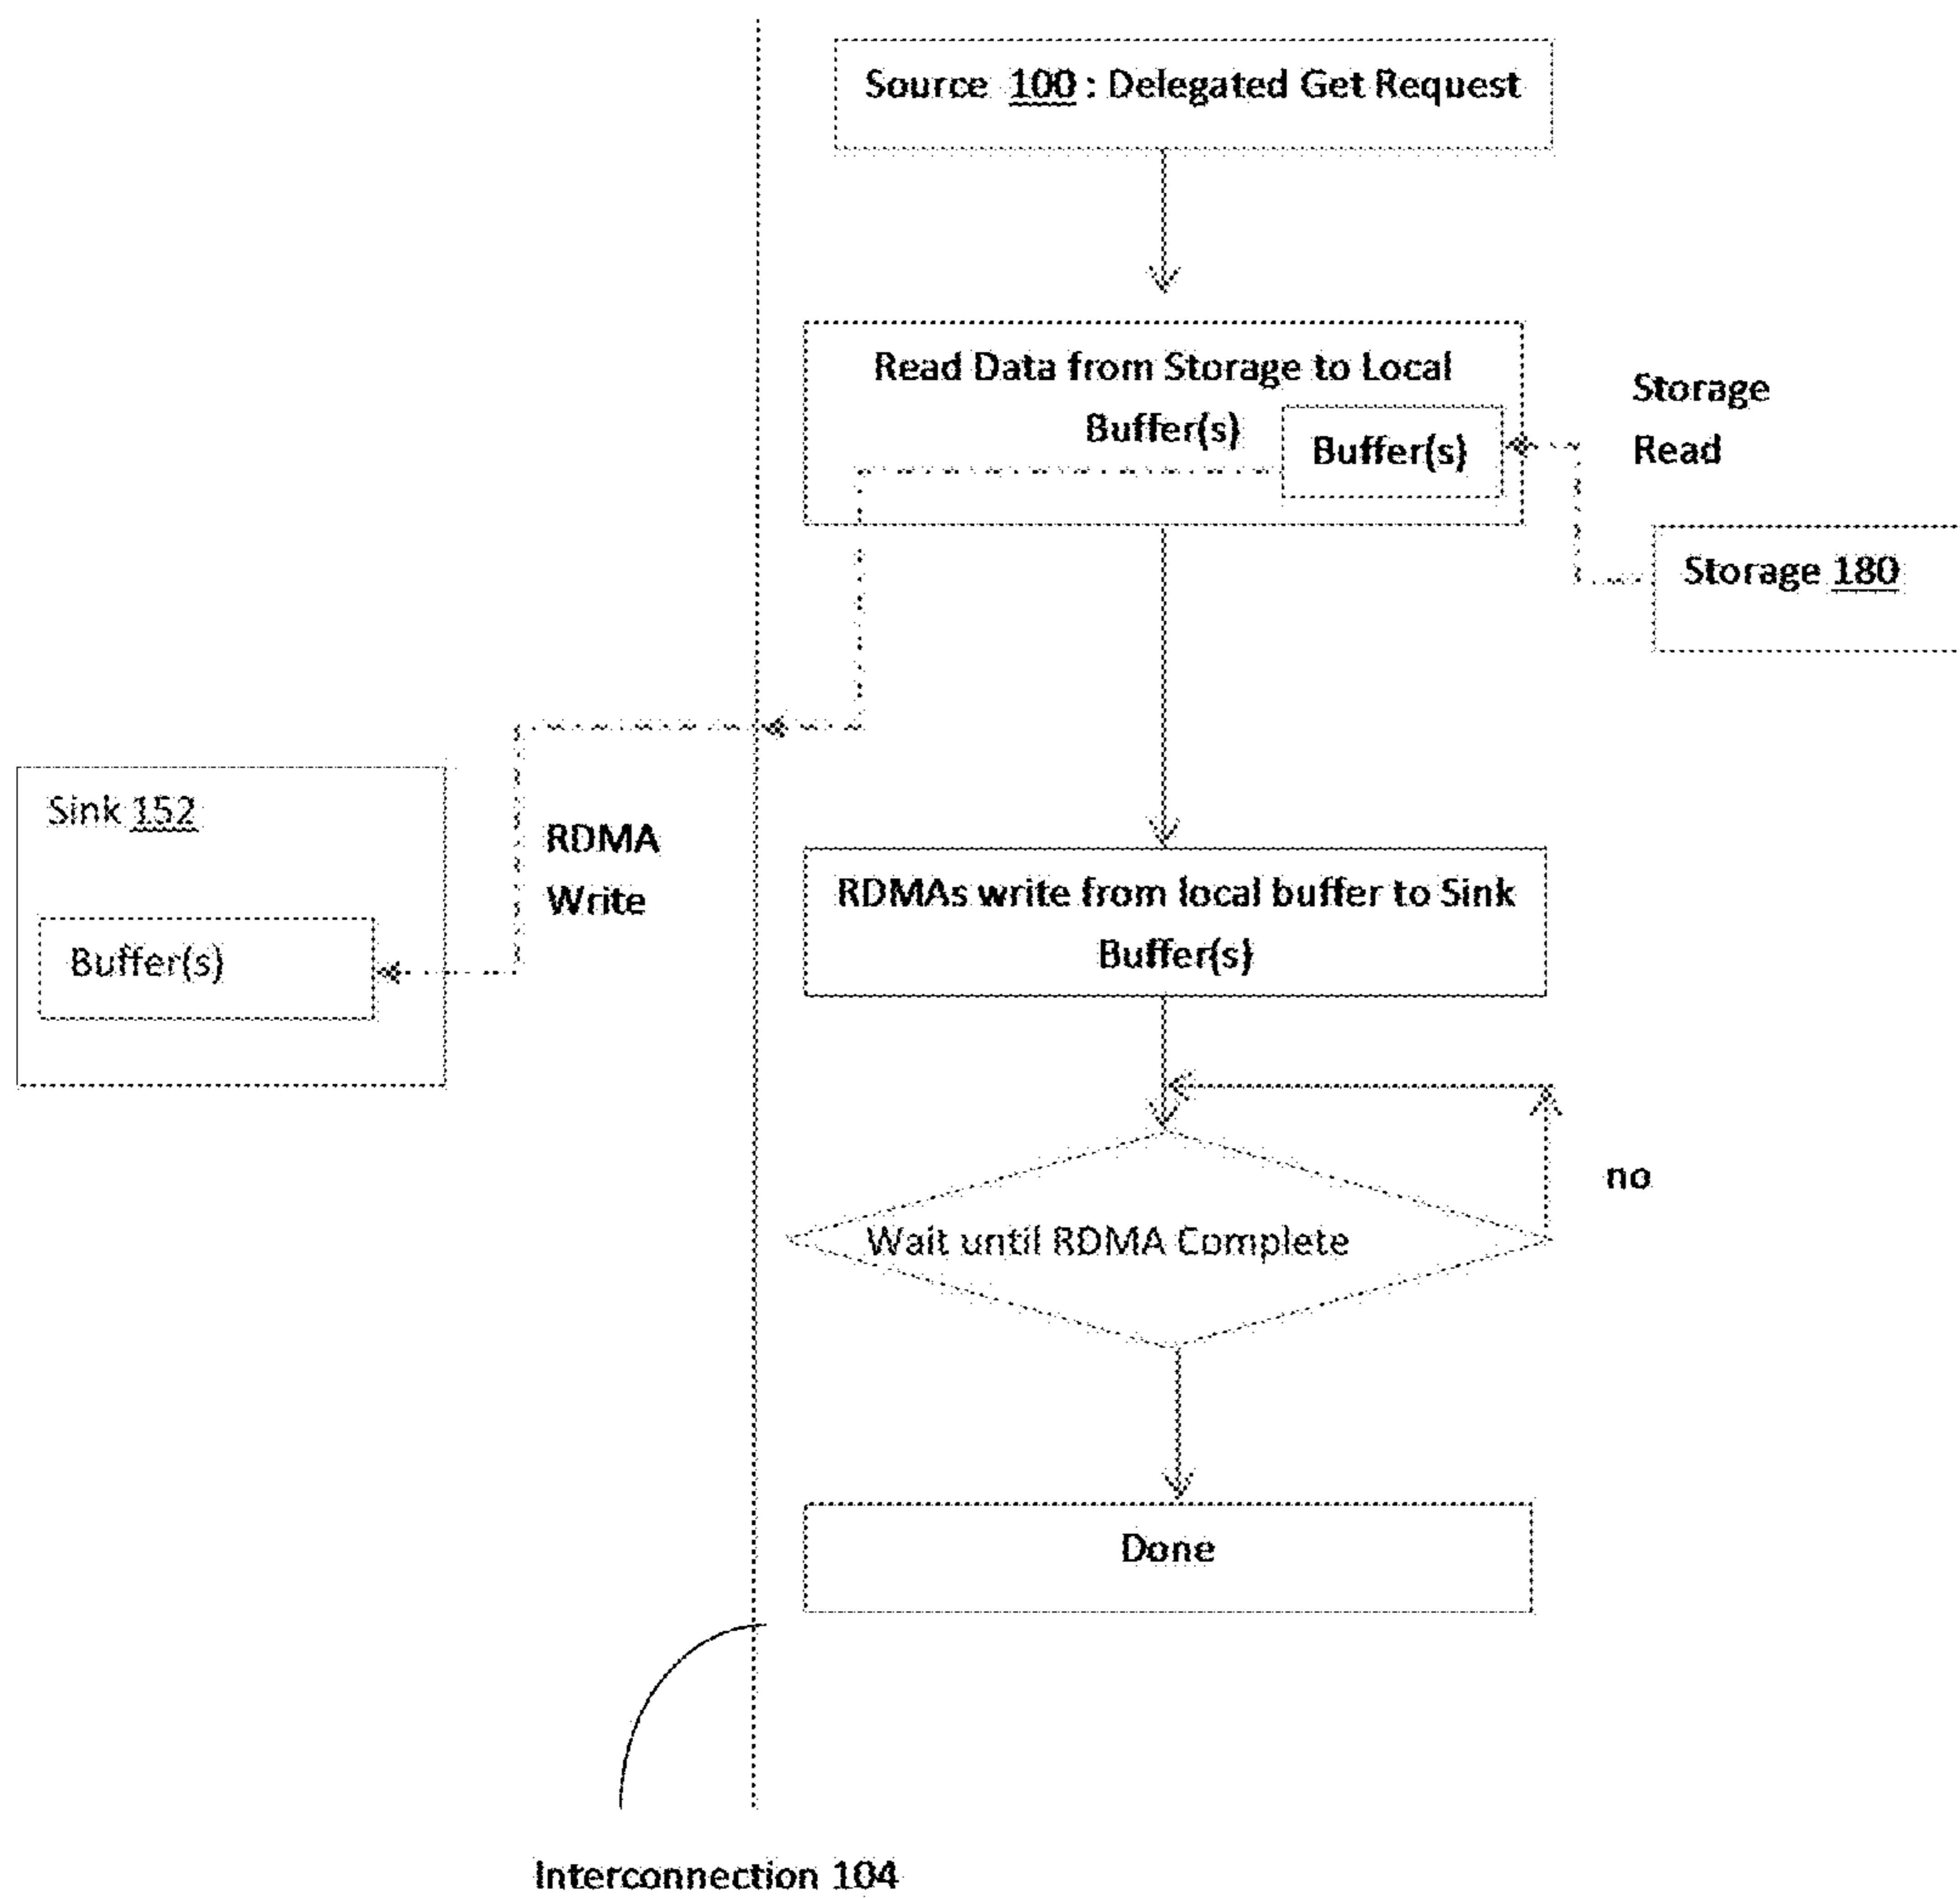 Source 100 : Delegated Get Request
Read Data from Storage to Local
Buffer(s)
Buffer(s)
Storage
Read
Storage 180
Sink 152
Buffer(s)
RDMA
Write
RDMAs write from local buffer to Sink
Buffer(s)
no
Wait until RDMA Complete
Done
Interconnection 104